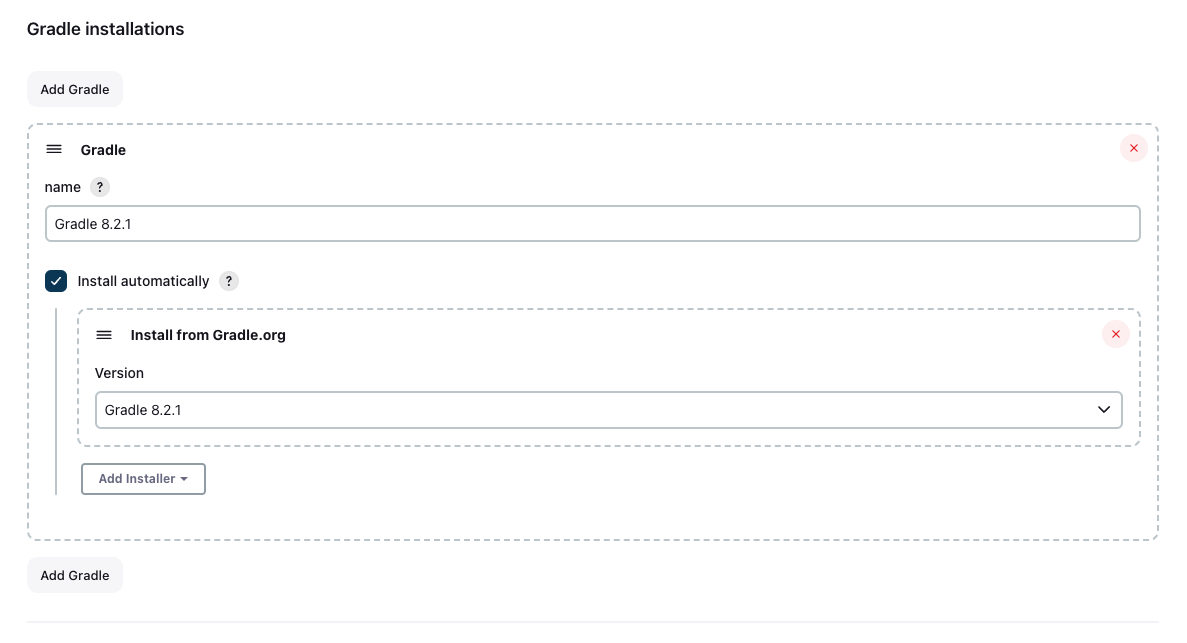 Gradle installations
Add Gradle
Gradle
name ?
Gradle 8.2.1
Install automatically ?
Install from Gradle.org
Version
Gradle 8.2.1
Add Installer
Add Gradle